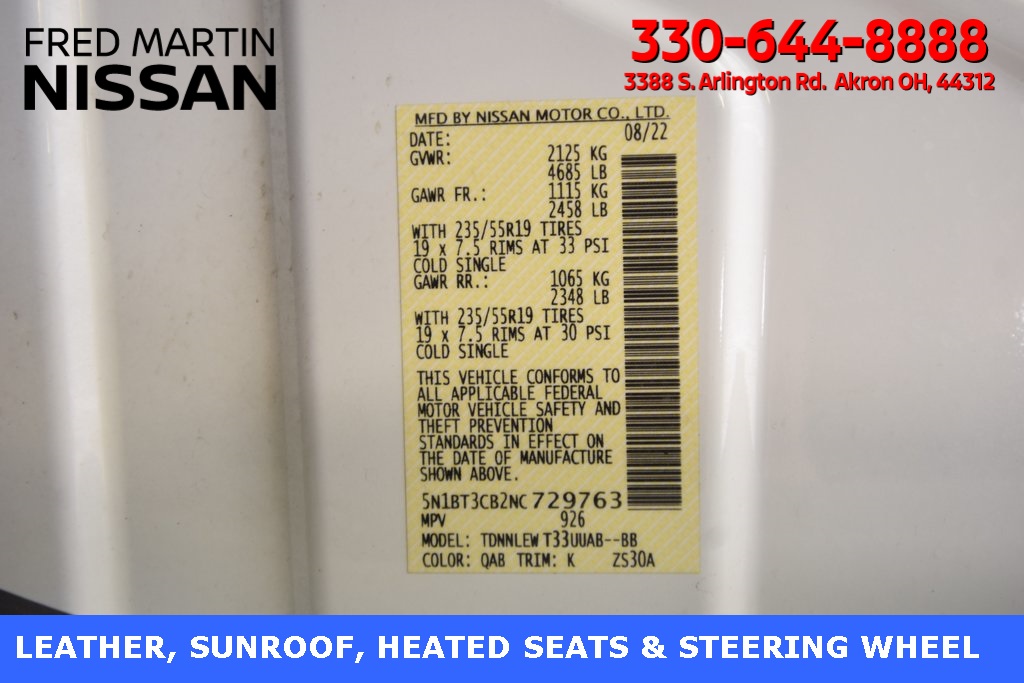 FRED MARTIN
NISSAN
330-644-8888
3388 S. Arlington Rd. Akron OH, 44312
MFD BY NISSAN MOTOR CO., LTD.
DATE: 08/22
GVWR: 2125 KG
4685 LB
GAWR FR.: 1115 KG
2458 LB
WITH 235/55R19 TIRES
19 x 7.5 RIMS AT 33 PSI
COLD SINGLE
GAWR RR.: 1065 KG
2348 LB
WITH 235/55R19 TIRES
19 x 7.5 RIMS AT 30 PSI
COLD SINGLE
THIS VEHICLE CONFORMS TO
ALL APPLICABLE FEDERAL
MOTOR VEHICLE SAFETY AND
THEFT PREVENTION
STANDARDS IN EFFECT ON
THE DATE OF MANUFACTURE
SHOWN ABOVE.
5N1BT3CB2NC729763
MPV 926
MODEL: TDNNLEW T33UUAB--BB
COLOR: QAB TRIM: K ZS30A
LEATHER, SUNROOF, HEATED SEATS & STEERING WHEEL